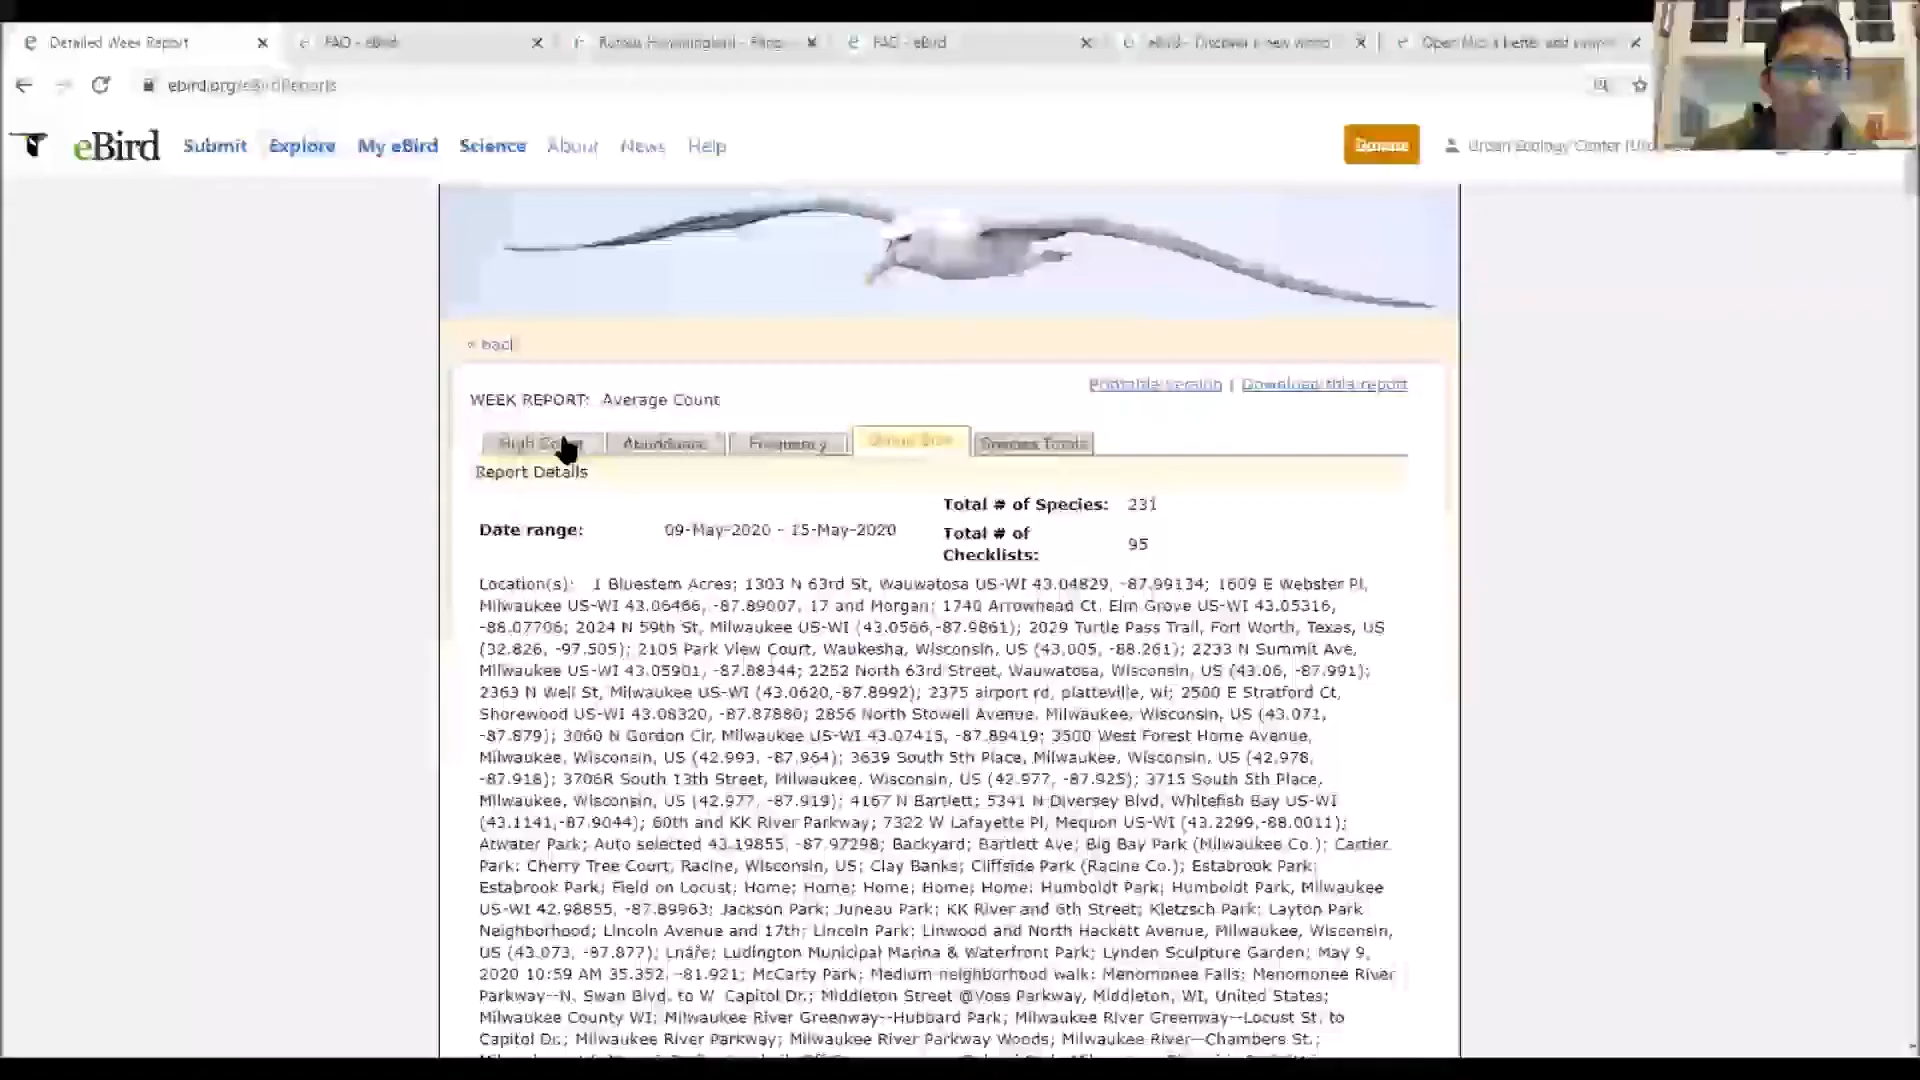 Detailed Week Report
FAQ - eBird
Rufous Hummingbird -
FAQ - eBird
eBird - Discover a new world
ebird.org/eBirdReports
eBird Submit Explore My eBird Science About News Help
Donate
Urban Ecology Center
« back
Printable version | Download this report
WEEK REPORT: Average Count
High Count Abundance Frequency Group Size Species Totals
Report Details
Total # of Species: 231
Date range: 09-May-2020 - 15-May-2020
Total # of
Checklists: 95
Location(s): 1 Bluestem Acres; 1303 N 63rd St, Wauwatosa US-WI 43.04829, -87.99134; 1609 E Webster Pl,
Milwaukee US-WI 43.06466, -87.89007, 17 and Morgan; 1740 Arrowhead Ct, Elm Grove US-WI 43.05316,
-88.07706; 2024 N 59th St, Milwaukee US-WI (43.0566,-87.9861); 2029 Turtle Pass Trail, Fort Worth, Texas, US
(32.826, -97.505); 2105 Park View Court, Waukesha, Wisconsin, US (43.005, -88.261); 2233 N Summit Ave,
Milwaukee US-WI 43.05901, -87.88344; 2252 North 63rd Street, Wauwatosa, Wisconsin, US (43.06, -87.991);
2363 N Weil St, Milwaukee US-WI (43.0620,-87.8992); 2375 airport rd, platteville, wi; 2500 E Stratford Ct,
Shorewood US-WI 43.08320, -87.87880; 2856 North Stowell Avenue, Milwaukee, Wisconsin, US (43.071,
-87.879); 3060 N Gordon Cir, Milwaukee US-WI 43.07415, -87.89419; 3500 West Forest Home Avenue,
Milwaukee, Wisconsin, US (42.993, -87.964); 3639 South 5th Place, Milwaukee, Wisconsin, US (42.978,
-87.918); 3706R South 13th Street, Milwaukee, Wisconsin, US (42.977, -87.925); 3715 South 5th Place,
Milwaukee, Wisconsin, US (42.977, -87.919); 4167 N Bartlett; 5341 N Diversey Blvd, Whitefish Bay US-WI
(43.1141,-87.9044); 60th and KK River Parkway; 7322 W Lafayette Pl, Mequon US-WI (43.2299,-88.0011);
Atwater Park; Auto selected 43.19855, -87.97298; Backyard; Bartlett Ave; Big Bay Park (Milwaukee Co.); Carver
Park; Cherry Tree Court, Racine, Wisconsin, US; Clay Banks; Cliffside Park (Racine Co.); Estabrook Park;
Estabrook Park; Field on Locust; Home; Home; Home; Home; Home; Humboldt Park; Humboldt Park, Milwaukee
US-WI 42.98855, -87.89963; Jackson Park; Juneau Park; KK River and 6th Street; Kletzsch Park; Layton Park
Neighborhood; Lincoln Avenue and 17th; Lincoln Park; Linwood and North Hackett Avenue, Milwaukee, Wisconsin,
US (43.073, -87.877); Ludington Municipal Marina & Waterfront Park; Lynden Sculpture Garden; May 9,
2020 10:59 AM 35.352, -81.921; McCarty Park; Medium neighborhood walk; Menomonee Falls; Menomonee River
Parkway--N. Swan Blvd. to W. Capitol Dr.; Middleton Street @Voss Parkway, Middleton, WI, United States;
Milwaukee County WI; Milwaukee River Greenway--Hubbard Park; Milwaukee River Greenway--Locust St. to
Capitol Dr.; Milwaukee River Parkway; Milwaukee River Parkway Woods; Milwaukee River--Chambers St.;